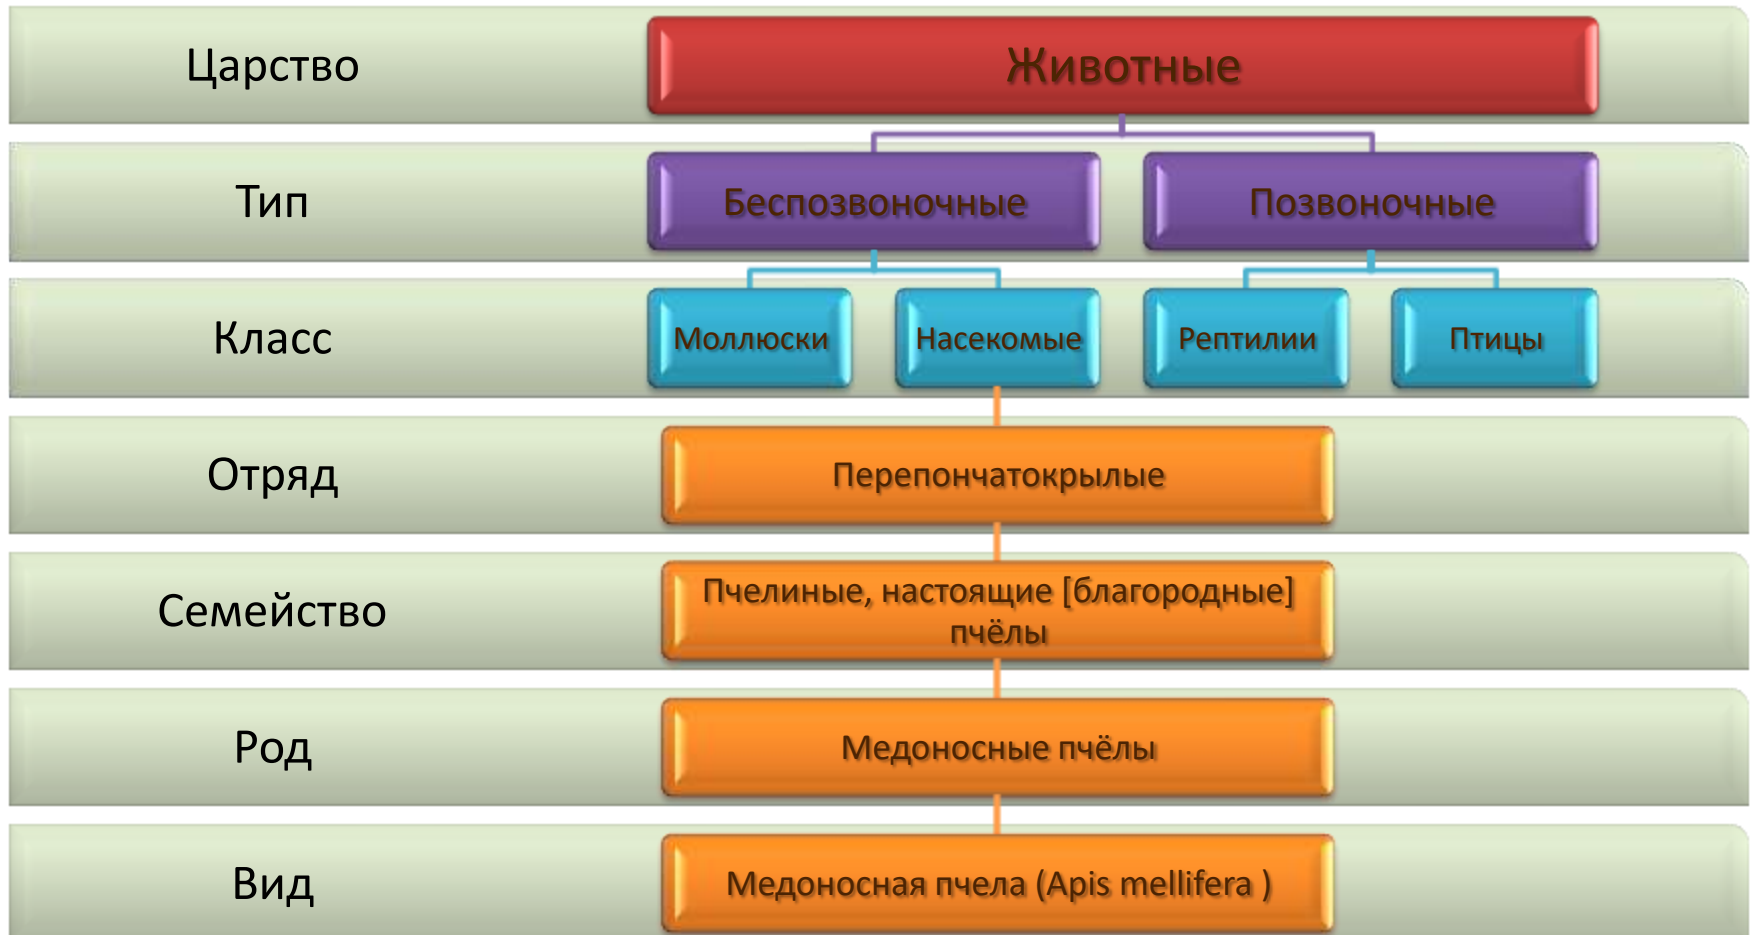 Царство
Животные
Тип
Беспозвоночные
Позвоночные
Класс
Моллюски
Насекомые
Рептилии
Птицы
Отряд
Перепончатокрылые
Семейство
Пчелиные, настоящие [благородные]
пчёлы
Род
Медоносные пчёлы
Вид
Медоносная пчела (Apis mellifera )